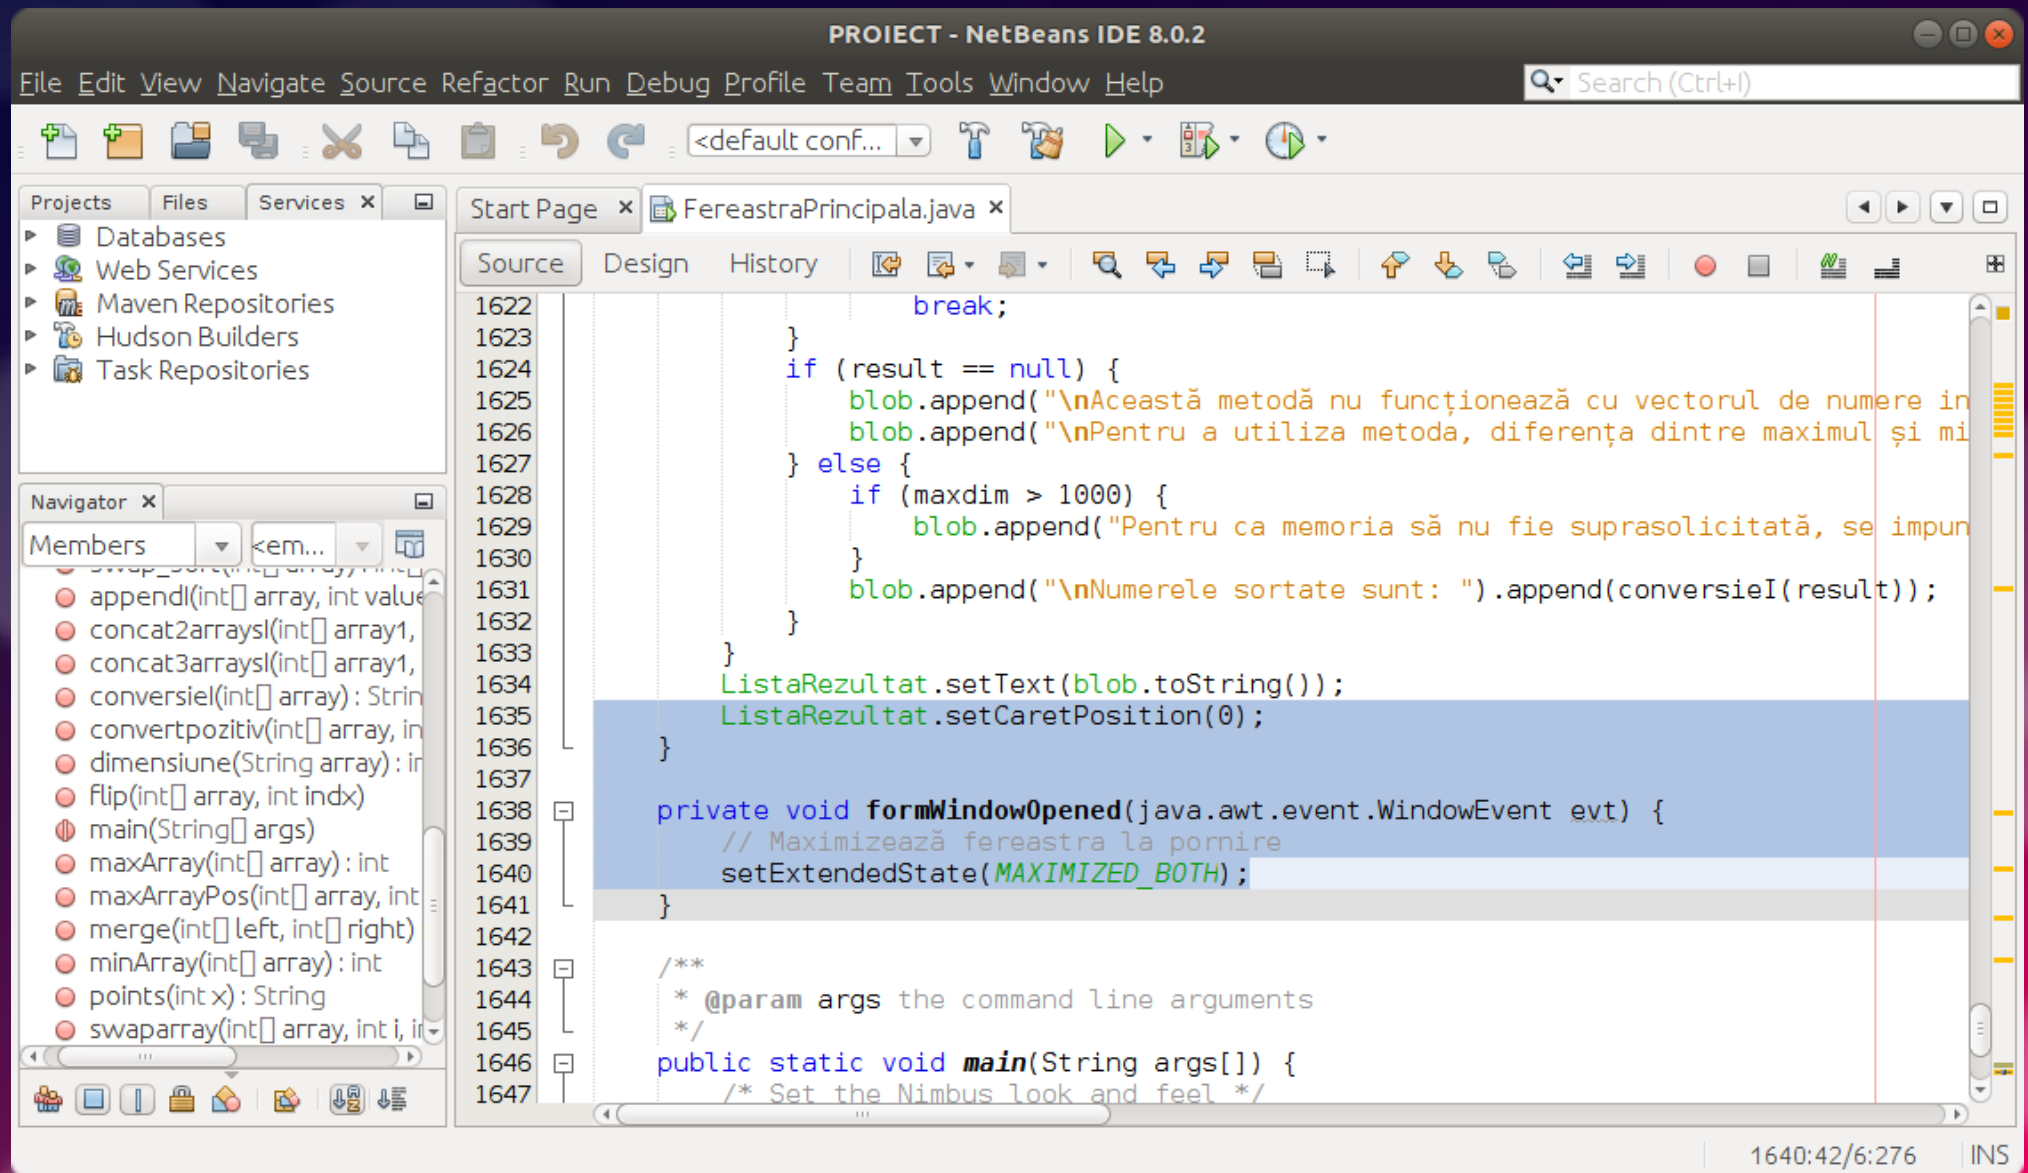 PROIECT - NetBeans IDE 8.0.2
File Edit View Navigate Source Refactor Run Debug Profile Team Tools Window Help
Search (Ctrl+I)
<default conf...
Projects Files Services
Databases
Web Services
Maven Repositories
Hudson Builders
Task Repositories
Navigator
Members <em...
swap_sort(int[] array) : int[]
appendI(int[] array, int value
concat2arraysI(int[] array1,
concat3arraysI(int[] array1,
conversieI(int[] array) : Strin
convertpozitiv(int[] array, in
dimensiune(String array) : in
flip(int[] array, int indx)
main(String[] args)
maxArray(int[] array) : int
maxArrayPos(int[] array, int
merge(int[] left, int[] right)
minArray(int[] array) : int
points(int x) : String
swaparray(int[] array, int i, in
Start Page FereastraPrincipala.java
Source Design History
1622 break;
1623 }
1624 if (result == null) {
1625 blob.append("\nAceastă metodă nu funcționează cu vectorul de numere in
1626 blob.append("\nPentru a utiliza metoda, diferența dintre maximul și mi
1627 } else {
1628 if (maxdim > 1000) {
1629 blob.append("Pentru ca memoria să nu fie suprasolicitată, se impun
1630 }
1631 blob.append("\nNumerele sortate sunt: ").append(conversieI(result));
1632 }
1633 }
1634 ListaRezultat.setText(blob.toString());
1635 ListaRezultat.setCaretPosition(0);
1636 }
1637
1638 private void formWindowOpened(java.awt.event.WindowEvent evt) {
1639 // Maximizează fereastra la pornire
1640 setExtendedState(MAXIMIZED_BOTH);
1641 }
1642
1643 /**
1644 * @param args the command line arguments
1645 */
1646 public static void main(String args[]) {
1647 /* Set the Nimbus look and feel */
1640:42/6:276 INS